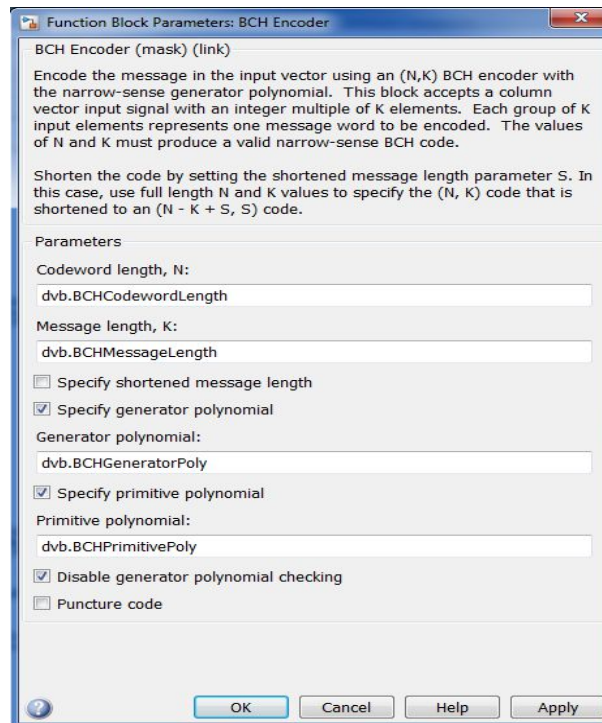 Function Block Parameters: BCH Encoder
BCH Encoder (mask) (link)
Encode the message in the input vector using an (N,K) BCH encoder with
the narrow-sense generator polynomial. This block accepts a column
vector input signal with an integer multiple of K elements. Each group of K
input elements represents one message word to be encoded. The values
of N and K must produce a valid narrow-sense BCH code.
Shorten the code by setting the shortened message length parameter S. In
this case, use full length N and K values to specify the (N, K) code that is
shortened to an (N - K + S, S) code.
Parameters
Codeword length, N:
dvb.BCHCodewordLength
Message length, K:
dvb.BCHMessageLength
Specify shortened message length
Specify generator polynomial
Generator polynomial:
dvb.BCHGeneratorPoly
Specify primitive polynomial
Primitive polynomial:
dvb.BCHPrimitivePoly
Disable generator polynomial checking
Puncture code
OK Cancel Help Apply